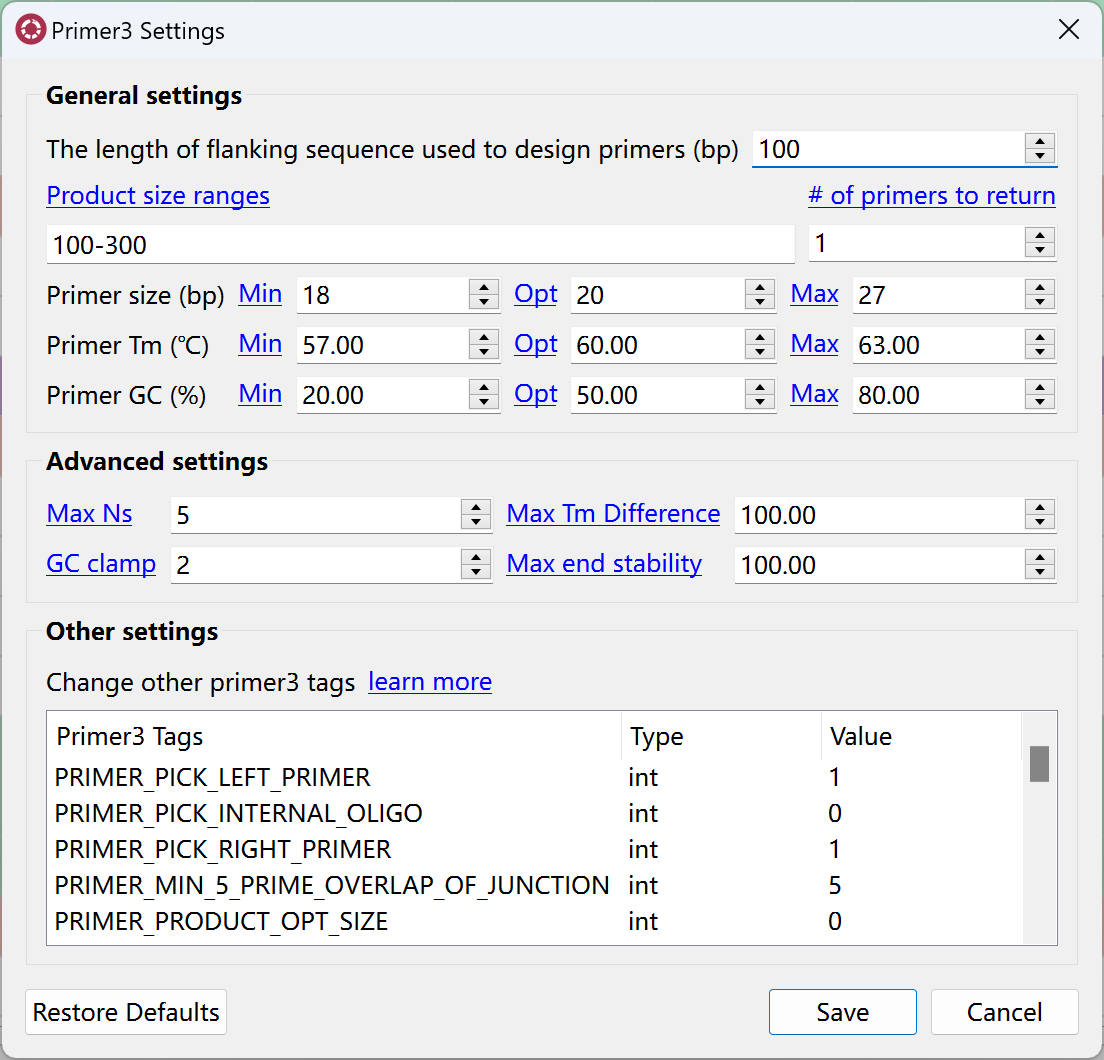 Primer3 Settings
General settings
The length of flanking sequence used to design primers (bp) 100
Product size ranges # of primers to return
100-300 1
Primer size (bp) Min 18 Opt 20 Max 27
Primer Tm (℃) Min 57.00 Opt 60.00 Max 63.00
Primer GC (%) Min 20.00 Opt 50.00 Max 80.00
Advanced settings
Max Ns 5 Max Tm Difference 100.00
GC clamp 2 Max end stability 100.00
Other settings
Change other primer3 tags learn more
Primer3 Tags Type Value
PRIMER_PICK_LEFT_PRIMER int 1
PRIMER_PICK_INTERNAL_OLIGO int 0
PRIMER_PICK_RIGHT_PRIMER int 1
PRIMER_MIN_5_PRIME_OVERLAP_OF_JUNCTION int 5
PRIMER_PRODUCT_OPT_SIZE int 0
Restore Defaults Save Cancel